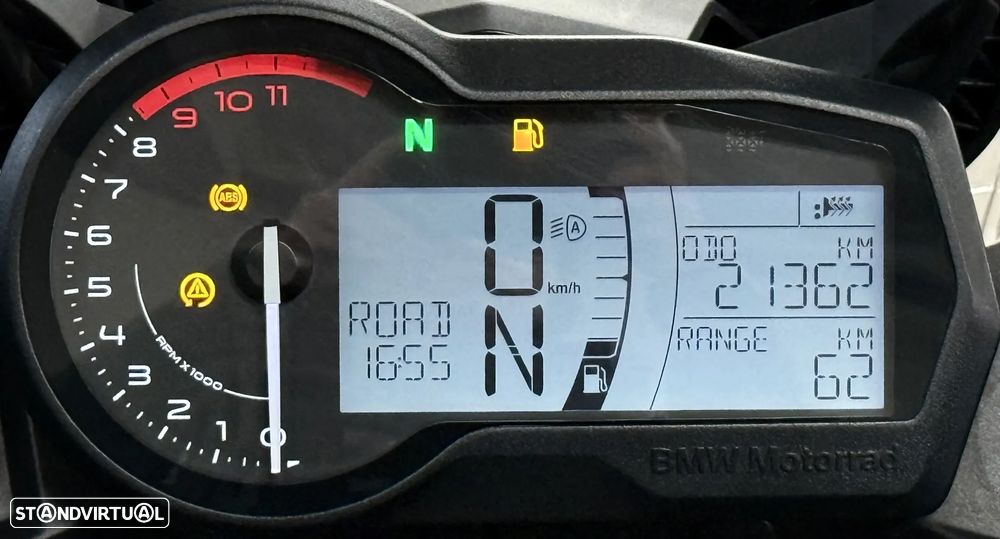 9 10 11
8
7
6
5
4
3
2
1
0
RPM X 1000
ABS
N
0
km/h
A
N
ROAD
16:55
ODO KM
21362
RANGE KM
62
BMW Motorrad
STANDVIRTUAL